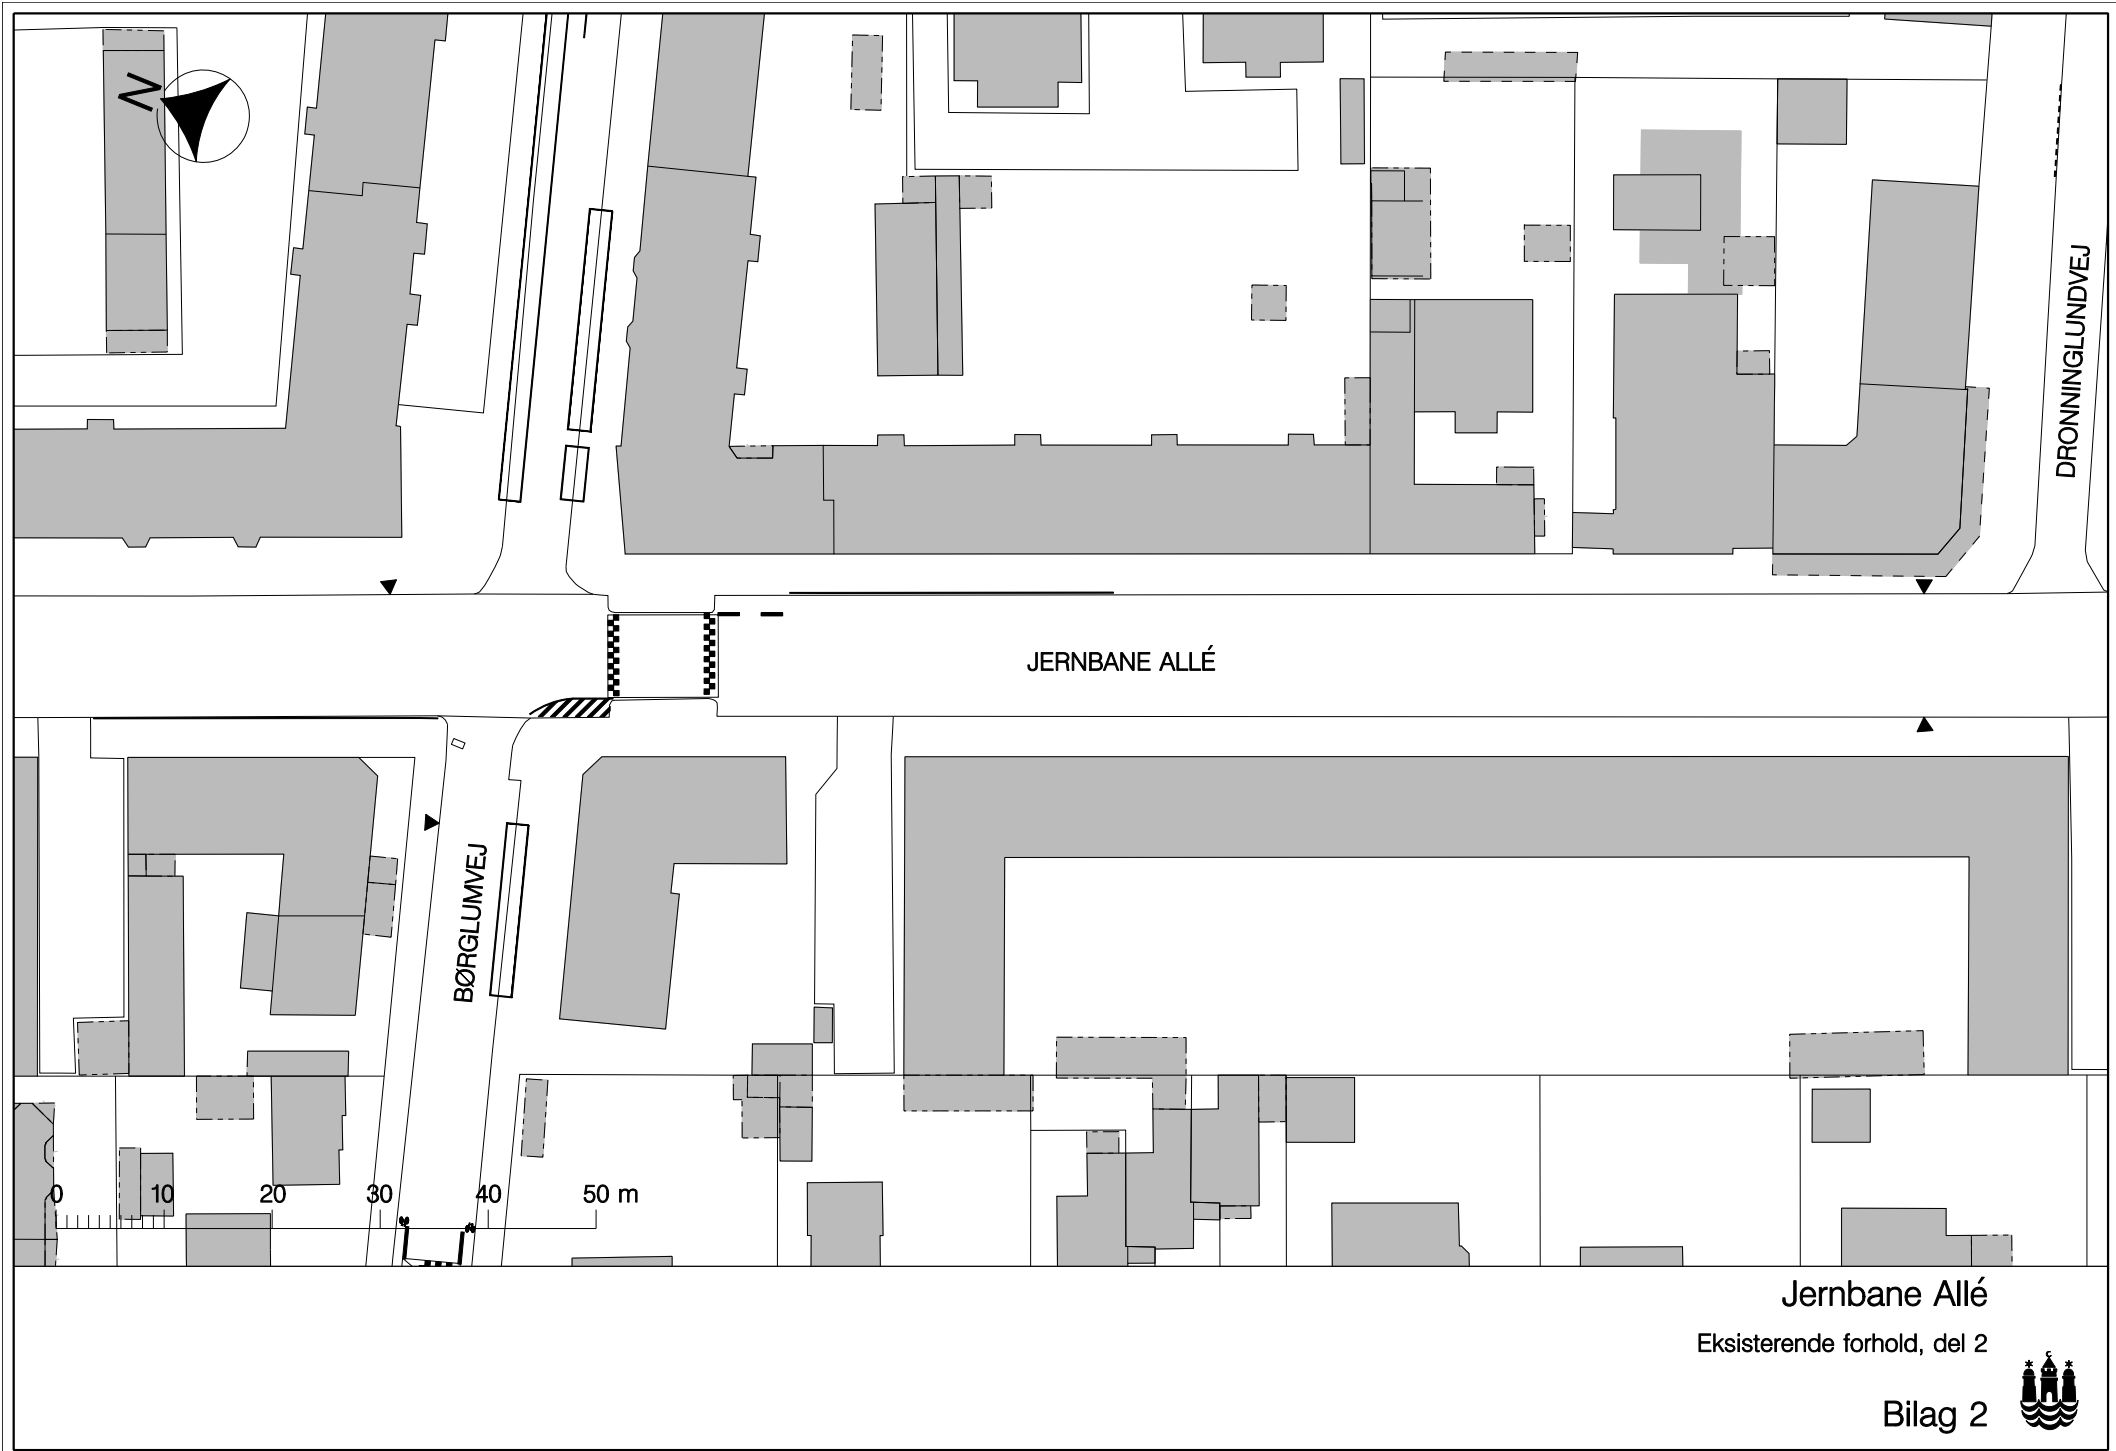 N
DRONNINGLUNDVEJ
JERNBANE ALLÉ
BØRGLUMVEJ
0 10 20 30 40 50 m
Jernbane Allé
Eksisterende forhold, del 2
Bilag 2